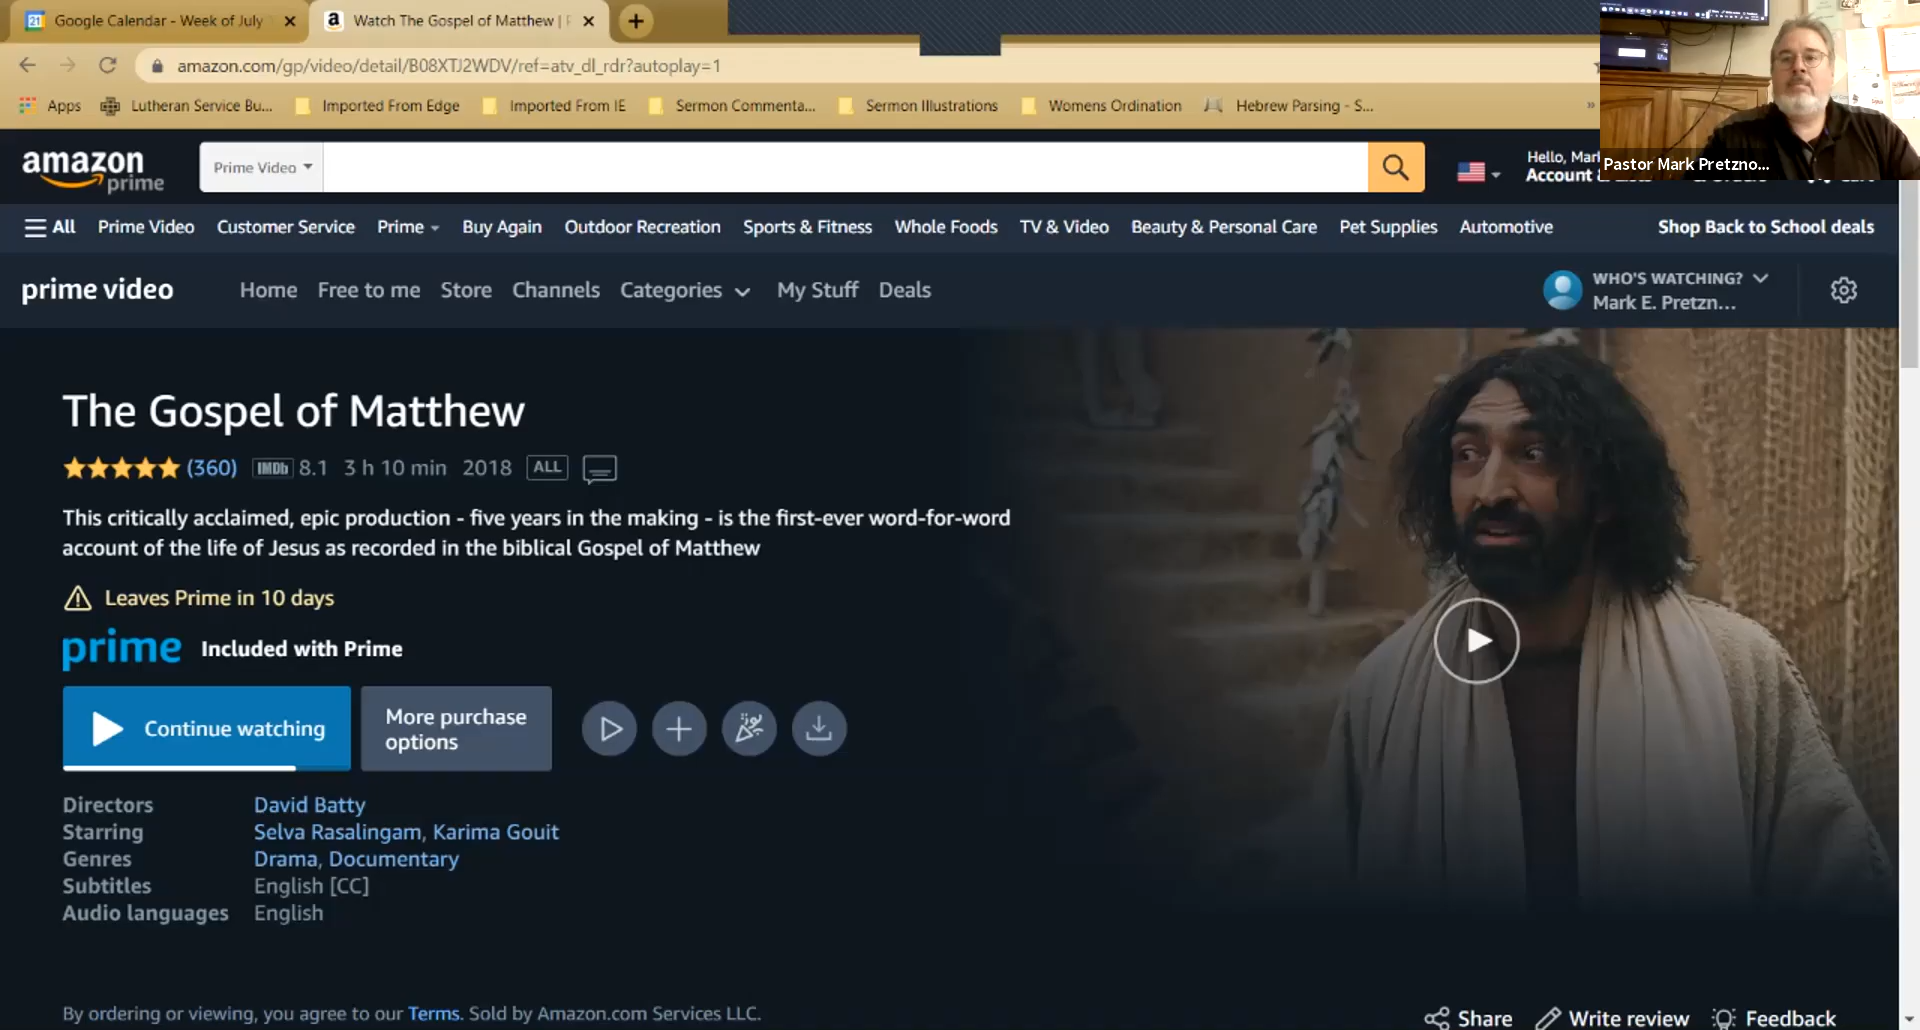 Google Calendar - Week of July
Watch The Gospel of Matthew |
amazon.com/gp/video/detail/B08XTJ2WDV/ref=atv_dl_rdr?autoplay=1
Apps Lutheran Service Bu... Imported From Edge Imported From IE Sermon Commenta... Sermon Illustrations Womens Ordination Hebrew Parsing - S... »
Pastor Mark Pretzno...
amazon prime
Prime Video
Hello, Mark
Account
All Prime Video Customer Service Prime Buy Again Outdoor Recreation Sports & Fitness Whole Foods TV & Video Beauty & Personal Care Pet Supplies Automotive Shop Back to School deals
prime video Home Free to me Store Channels Categories My Stuff Deals
WHO'S WATCHING?
Mark E. Pretzn...
The Gospel of Matthew
(360) IMDb 8.1 3 h 10 min 2018 ALL
This critically acclaimed, epic production - five years in the making - is the first-ever word-for-word
account of the life of Jesus as recorded in the biblical Gospel of Matthew
Leaves Prime in 10 days
prime Included with Prime
Continue watching
More purchase
options
Directors David Batty
Starring Selva Rasalingam, Karima Gouit
Genres Drama, Documentary
Subtitles English [CC]
Audio languages English
By ordering or viewing, you agree to our Terms. Sold by Amazon.com Services LLC.
Share Write review Feedback